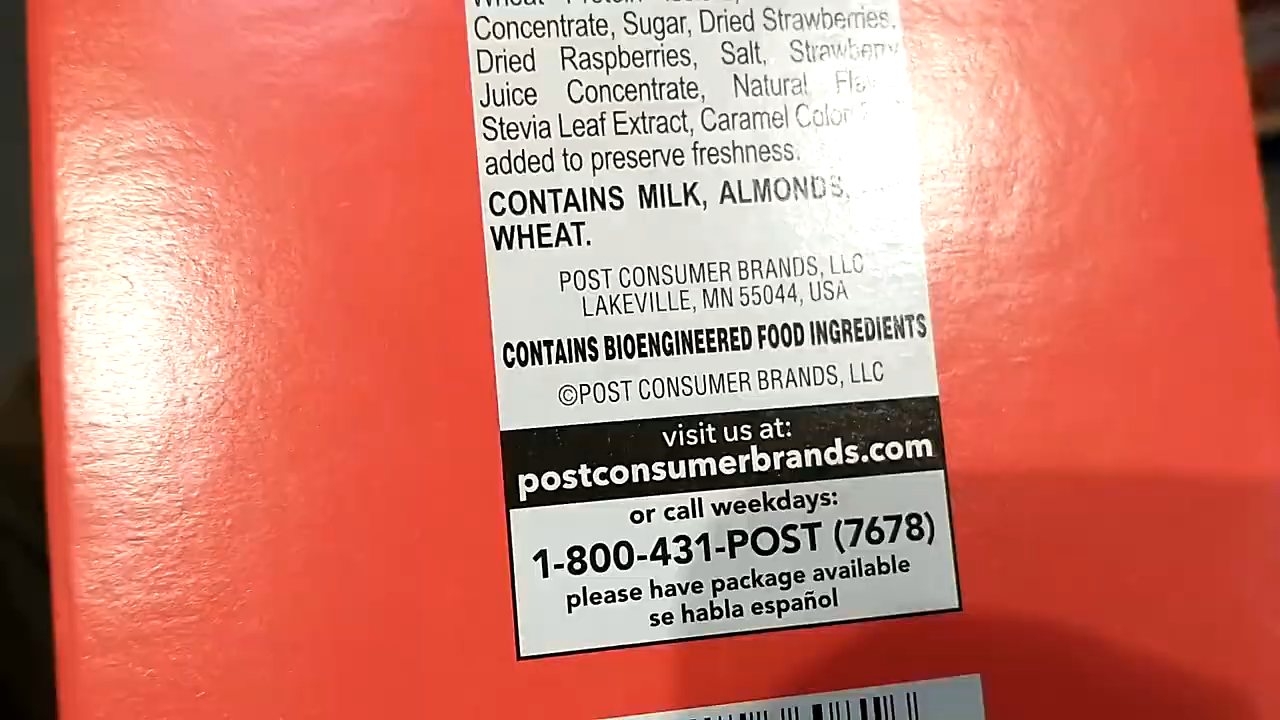 Wheat Protein
Concentrate, Sugar, Dried Strawberries,
Dried Raspberries, Salt, Strawberry
Juice Concentrate, Natural
Stevia Leaf Extract, Caramel Color
added to preserve freshness.
CONTAINS MILK, ALMONDS,
WHEAT.
POST CONSUMER BRANDS, LLC
LAKEVILLE, MN 55044, USA
CONTAINS BIOENGINEERED FOOD INGREDIENTS
©POST CONSUMER BRANDS, LLC
visit us at:
postconsumerbrands.com
or call weekdays:
1-800-431-POST (7678)
please have package available
se habla español